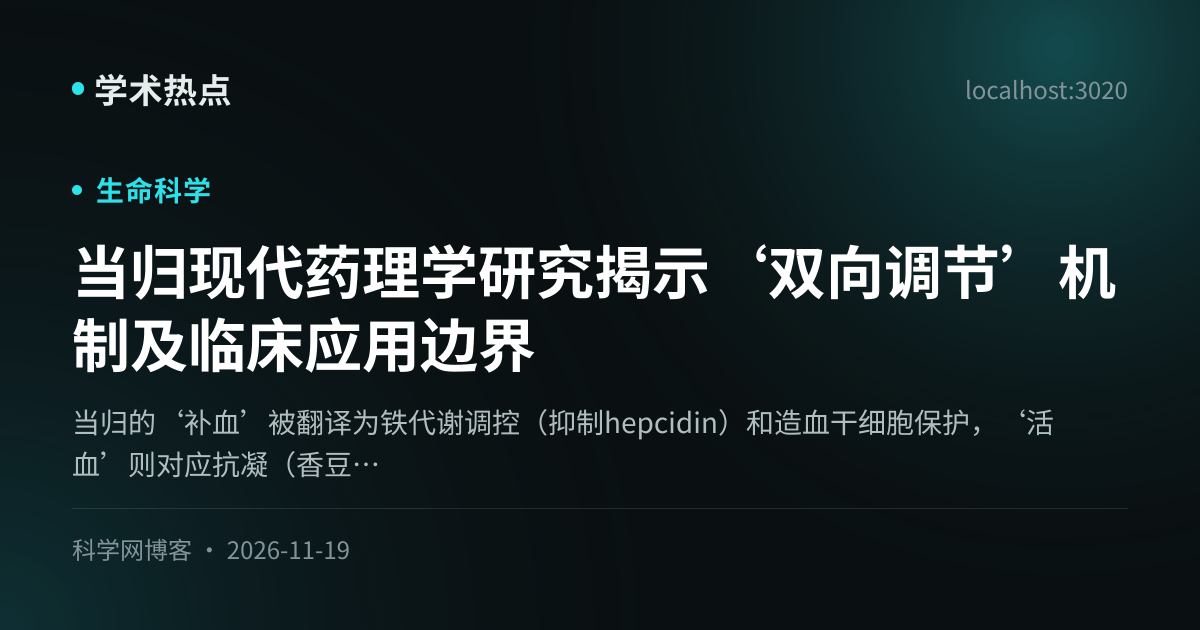 学术热点
localhost:3020
生命科学
当归现代药理学研究揭示‘双向调节’机
制及临床应用边界
当归的‘补血’被翻译为铁代谢调控（抑制hepcidin）和造血干细胞保护，‘活
血’则对应抗凝（香豆…
科学网博客 · 2026-11-19